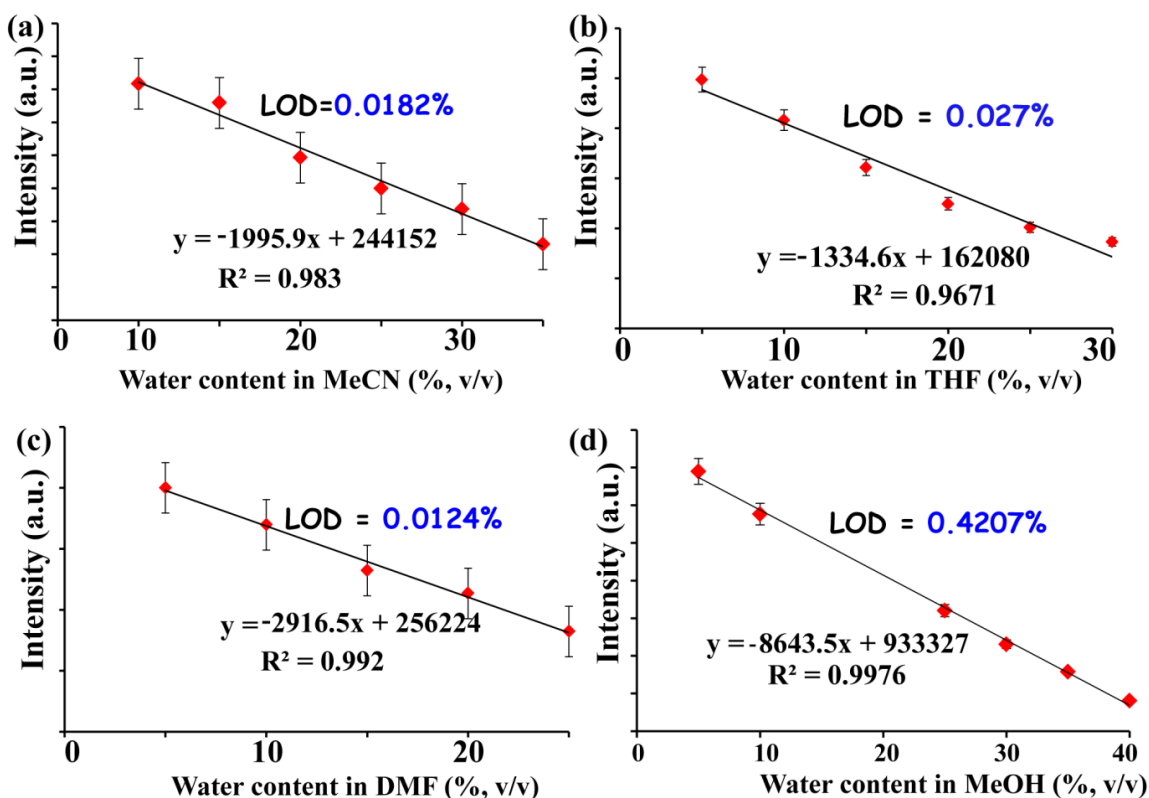 (a)
Intensity (a.u.)
LOD=0.0182%
y = -1995.9x + 244152
R² = 0.983
0 10 20 30
Water content in MeCN (%, v/v)
(b)
Intensity (a.u.)
LOD = 0.027%
y =-1334.6x + 162080
R² = 0.9671
0 10 20 30
Water content in THF (%, v/v)
(c)
Intensity (a.u.)
LOD = 0.0124%
y = -2916.5x + 256224
R² = 0.992
0 10 20
Water content in DMF (%, v/v)
(d)
Intensity (a.u.)
LOD = 0.4207%
y = -8643.5x + 933327
R² = 0.9976
0 10 20 30 40
Water content in MeOH (%, v/v)